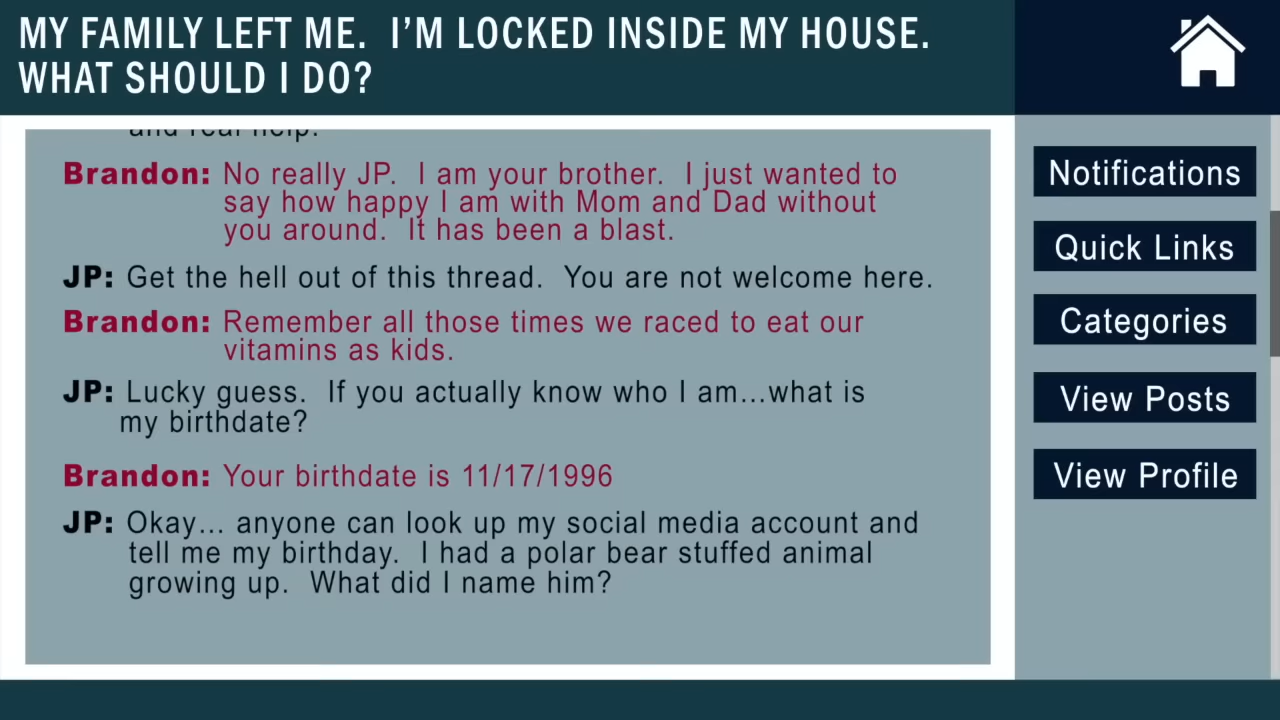 MY FAMILY LEFT ME. I'M LOCKED INSIDE MY HOUSE.
WHAT SHOULD I DO?
and real help.
Brandon: No really JP. I am your brother. I just wanted to
say how happy I am with Mom and Dad without
you around. It has been a blast.
JP: Get the hell out of this thread. You are not welcome here.
Brandon: Remember all those times we raced to eat our
vitamins as kids.
JP: Lucky guess. If you actually know who I am...what is
my birthdate?
Brandon: Your birthdate is 11/17/1996
JP: Okay... anyone can look up my social media account and
tell me my birthday. I had a polar bear stuffed animal
growing up. What did I name him?
Notifications
Quick Links
Categories
View Posts
View Profile